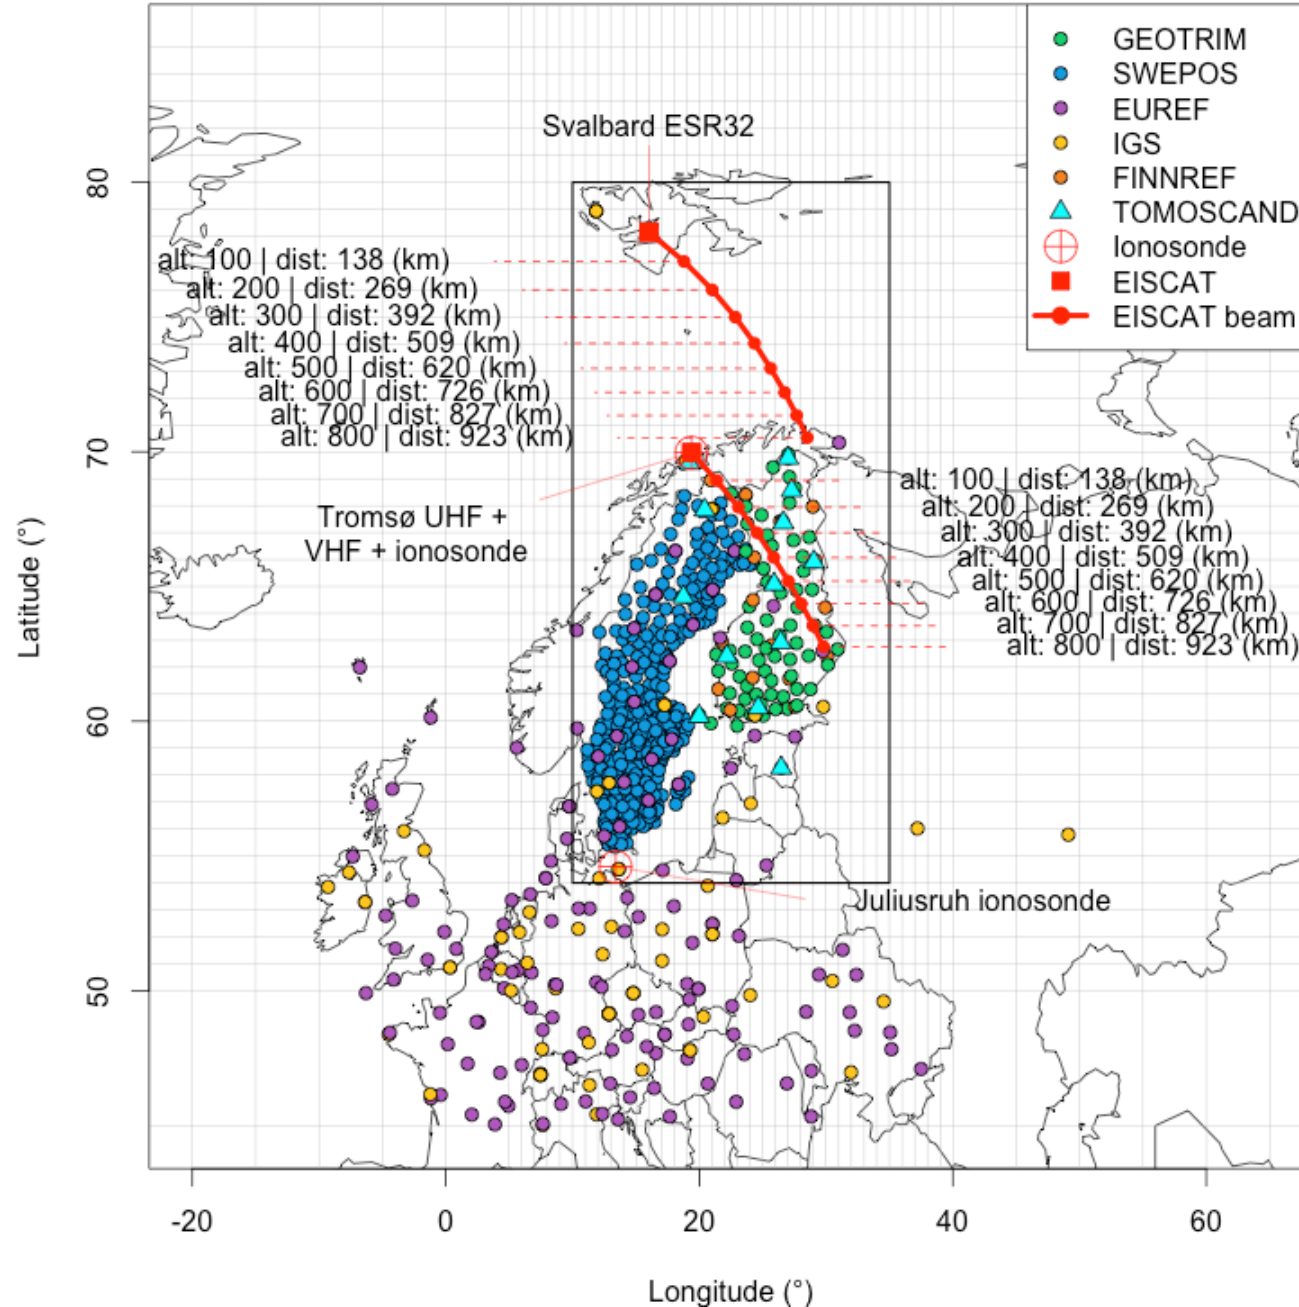 GEOTRIM
SWEPOS
EUREF
IGS
FINNREF
TOMOSCAND
Ionosonde
EISCAT
EISCAT beam
Svalbard ESR32
alt: 100 | dist: 138 (km)
alt: 200 | dist: 269 (km)
alt: 300 | dist: 392 (km)
alt: 400 | dist: 509 (km)
alt: 500 | dist: 620 (km)
alt: 600 | dist: 726 (km)
alt: 700 | dist: 827 (km)
alt: 800 | dist: 923 (km)
Tromsø UHF +
VHF + ionosonde
alt: 100 | dist: 138 (km)
alt: 200 | dist: 269 (km)
alt: 300 | dist: 392 (km)
alt: 400 | dist: 509 (km)
alt: 500 | dist: 620 (km)
alt: 600 | dist: 726 (km)
alt: 700 | dist: 827 (km)
alt: 800 | dist: 923 (km)
Juliusruh ionosonde
Latitude (°)
80
70
60
50
-20 0 20 40 60
Longitude (°)